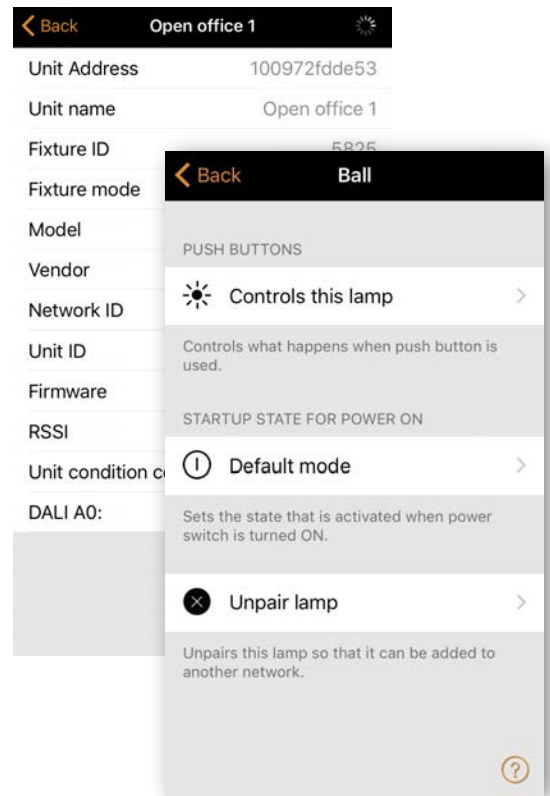 Back Open office 1
Unit Address 100972fdde53
Unit name Open office 1
Fixture ID 5825
Fixture mode
Model
Vendor
Network ID
Unit ID
Firmware
RSSI
Unit condition
DALI A0:
Back Ball
PUSH BUTTONS
Controls this lamp
Controls what happens when push button is
used.
STARTUP STATE FOR POWER ON
Default mode
Sets the state that is activated when power
switch is turned ON.
Unpair lamp
Unpairs this lamp so that it can be added to
another network.
?